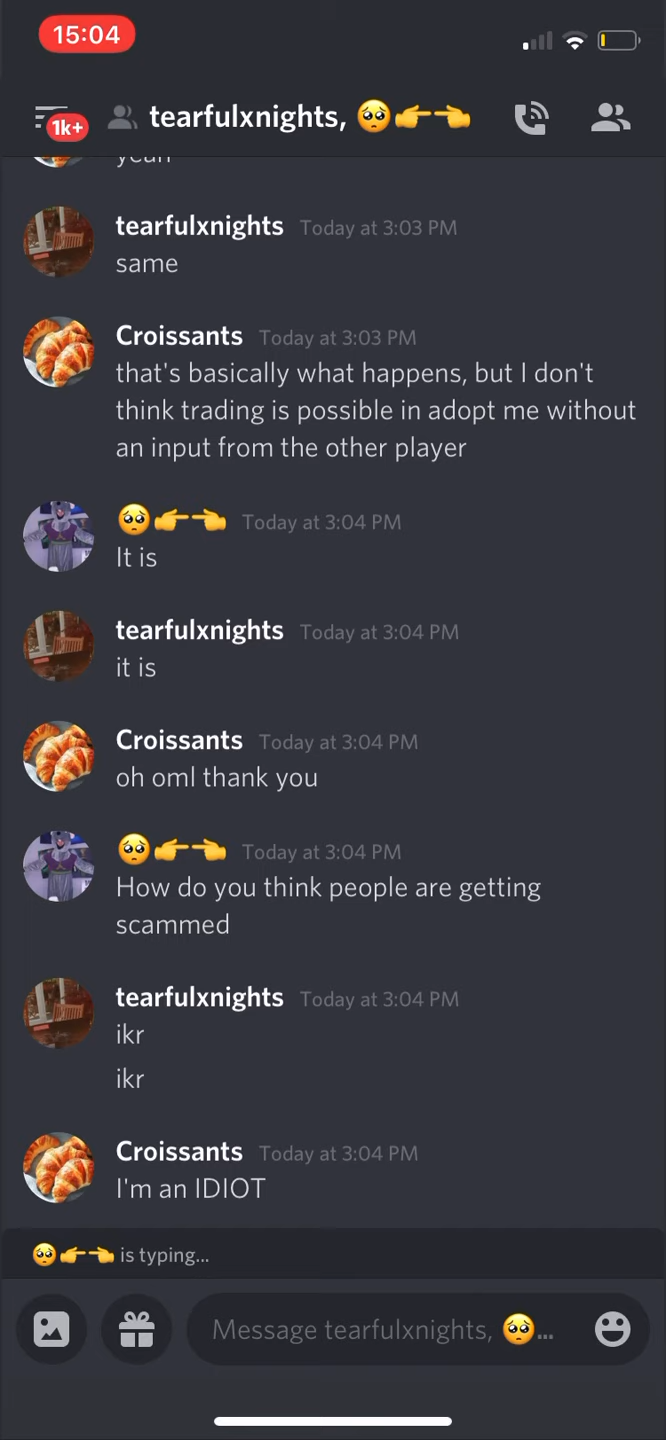 15:04
1k+
tearfulxnights, 🥺👉👈
yeah
tearfulxnights Today at 3:03 PM
same
Croissants Today at 3:03 PM
that's basically what happens, but I don't
think trading is possible in adopt me without
an input from the other player
🥺👉👈 Today at 3:04 PM
It is
tearfulxnights Today at 3:04 PM
it is
Croissants Today at 3:04 PM
oh oml thank you
🥺👉👈 Today at 3:04 PM
How do you think people are getting
scammed
tearfulxnights Today at 3:04 PM
ikr
ikr
Croissants Today at 3:04 PM
I'm an IDIOT
🥺👉👈 is typing...
Message tearfulxnights, 🥺...